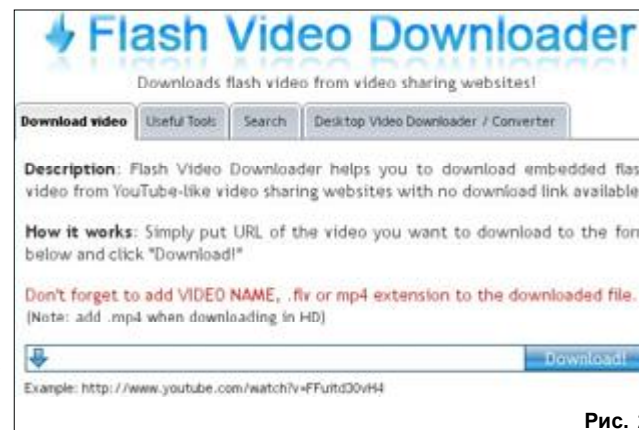 Flash Video Downloader
Downloads flash video from video sharing websites!
Download video Useful Tools Search Desktop Video Downloader / Converter
Description: Flash Video Downloader helps you to download embedded flas
video from YouTube-like video sharing websites with no download link available
How it works: Simply put URL of the video you want to download to the for
below and click "Download!"
Don't forget to add VIDEO NAME, .flv or mp4 extension to the downloaded file.
(Note: add .mp4 when downloading in HD)
Download!
Example: http://www.youtube.com/watch?v=FFuitd30vH4
Рис.